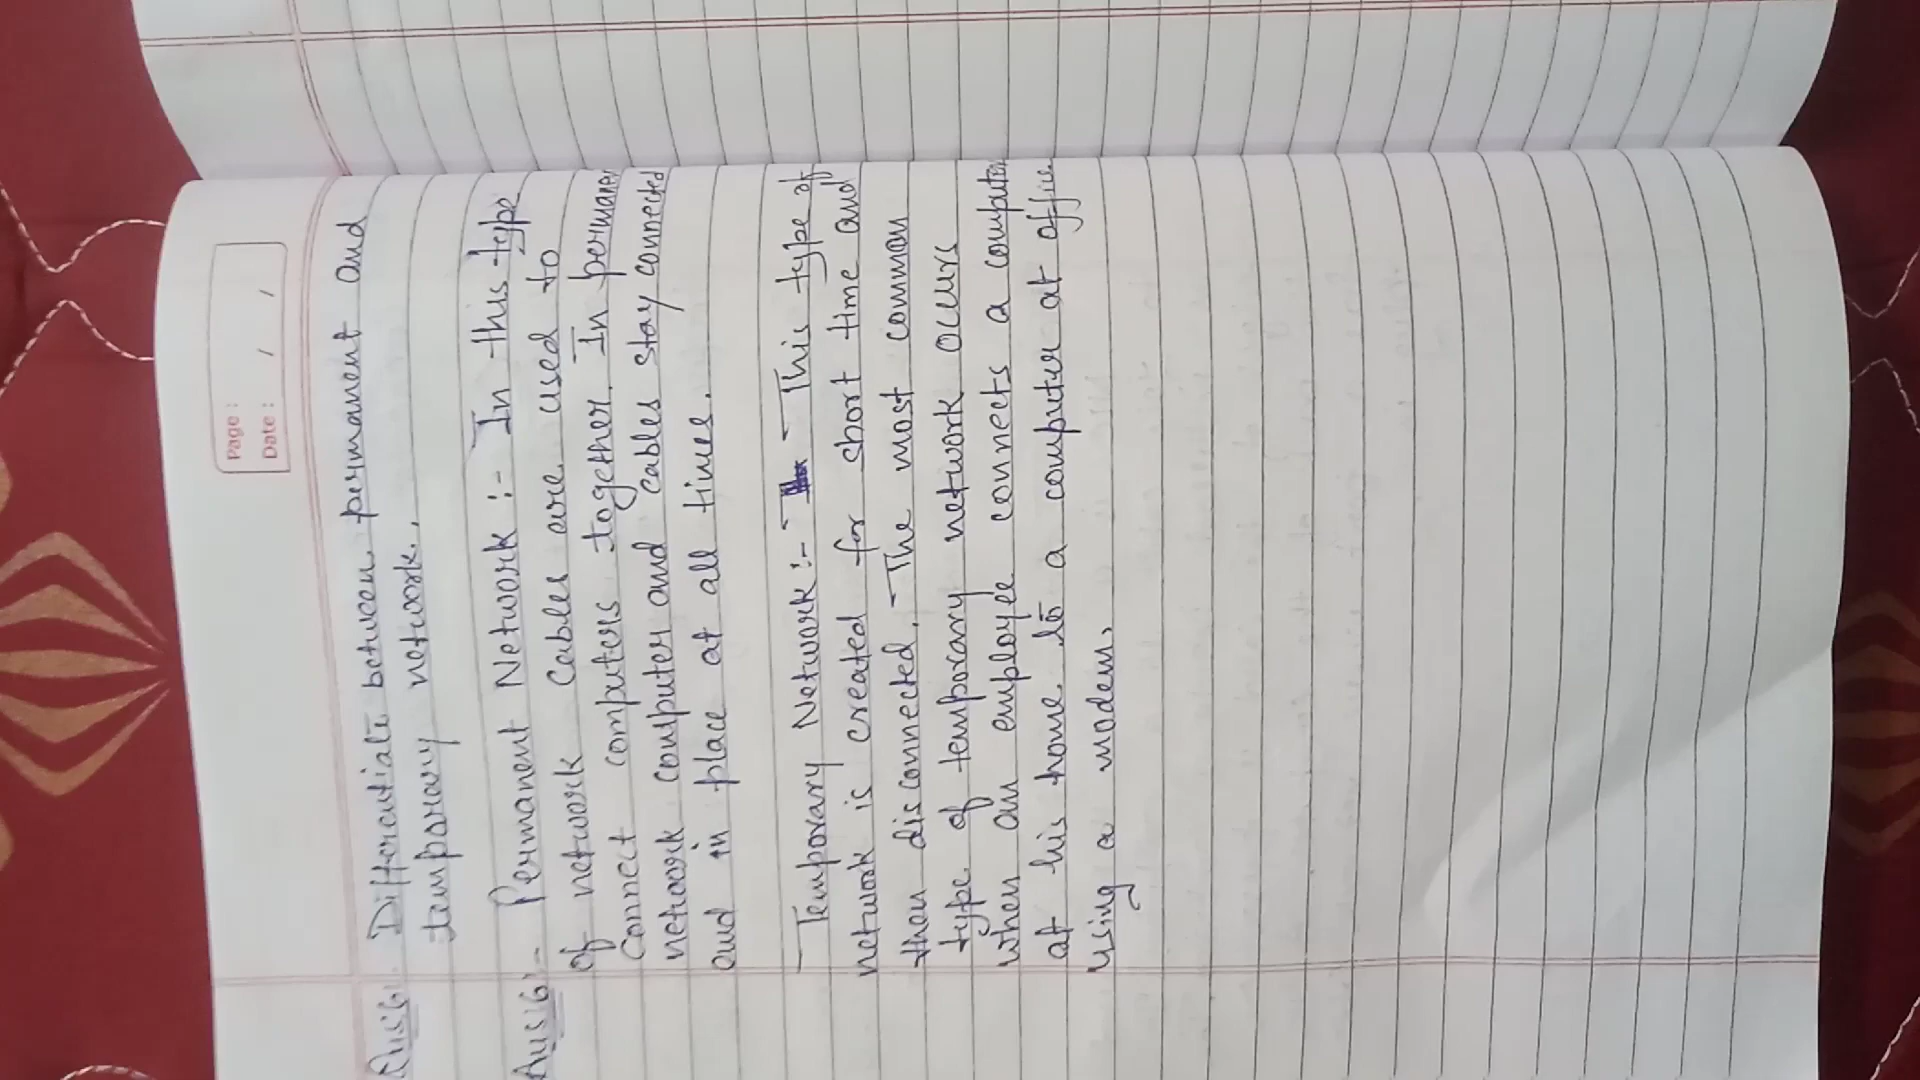 Page :
Date : / /
Ques6. Differentiate between permanent and
temporary network.
Ans6:- Permanent Network :- In this type
of network cables are used to
connect computers together. In permanent
network computer and cables stay connected
and in place at all times.
Temporary Network :- This type of
network is created for short time and
then disconnected. The most common
type of temporary network occurs
when an employee connects a computer
at his home to a computer at office
using a modem.